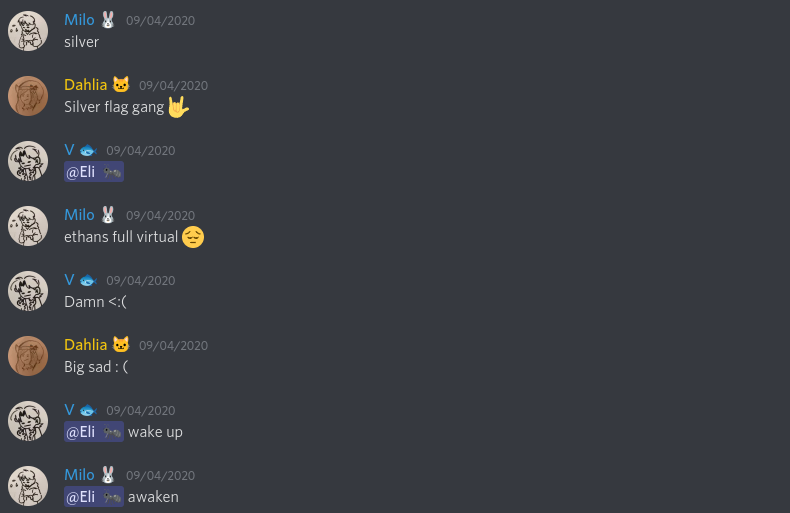 Milo 🐰 09/04/2020
silver
Dahlia 🐱 09/04/2020
Silver flag gang 🤟
V 🐟 09/04/2020
@Eli 🐜
Milo 🐰 09/04/2020
ethans full virtual 😔
V 🐟 09/04/2020
Damn <:(
Dahlia 🐱 09/04/2020
Big sad : (
V 🐟 09/04/2020
@Eli 🐜 wake up
Milo 🐰 09/04/2020
@Eli 🐜 awaken